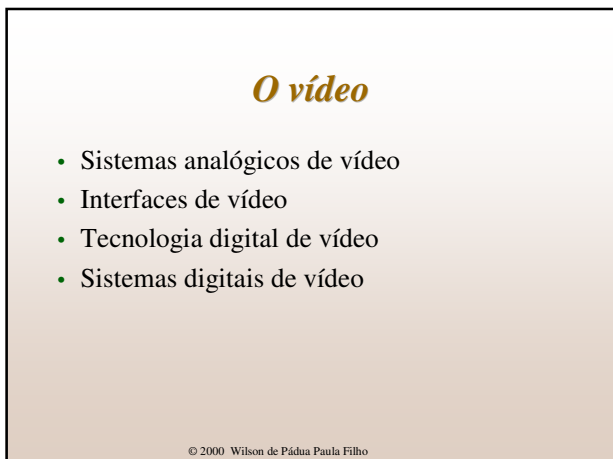 O vídeo
• Sistemas analógicos de vídeo
• Interfaces de vídeo
• Tecnologia digital de vídeo
• Sistemas digitais de vídeo
© 2000 Wilson de Pádua Paula Filho